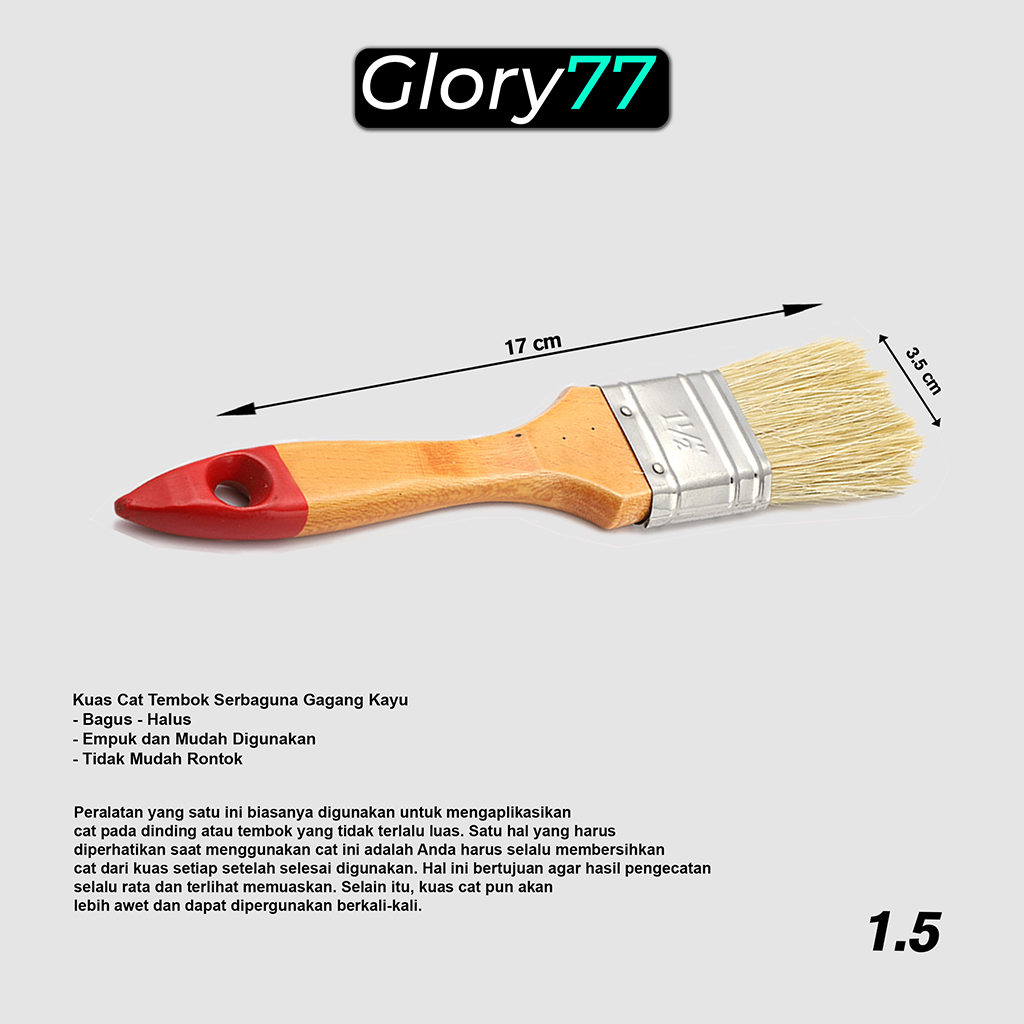 Glory77
17 cm
3.5 cm
1½"
Kuas Cat Tembok Serbaguna Gagang Kayu
- Bagus - Halus
- Empuk dan Mudah Digunakan
- Tidak Mudah Rontok
Peralatan yang satu ini biasanya digunakan untuk mengaplikasikan
cat pada dinding atau tembok yang tidak terlalu luas. Satu hal yang harus
diperhatikan saat menggunakan cat ini adalah Anda harus selalu membersihkan
cat dari kuas setiap setelah selesai digunakan. Hal ini bertujuan agar hasil pengecatan
selalu rata dan terlihat memuaskan. Selain itu, kuas cat pun akan
lebih awet dan dapat dipergunakan berkali-kali.
1.5